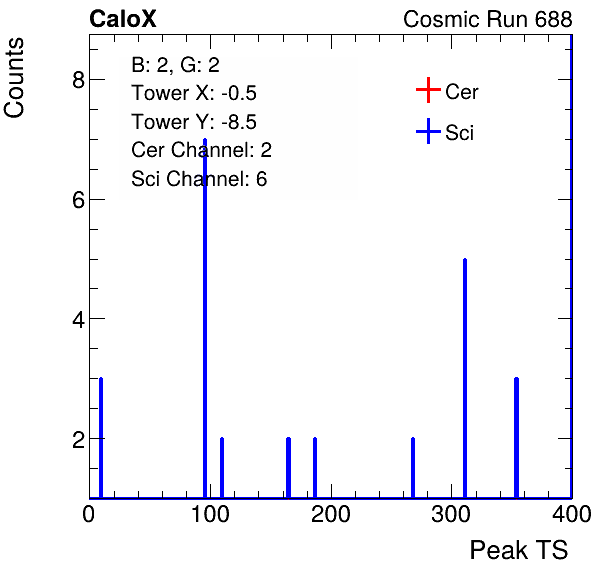 CaloX Cosmic Run 688
Counts
B: 2, G: 2
Tower X: -0.5
Tower Y: -8.5
Cer Channel: 2
Sci Channel: 6
Cer
Sci
8
6
4
2
0 100 200 300 400
Peak TS